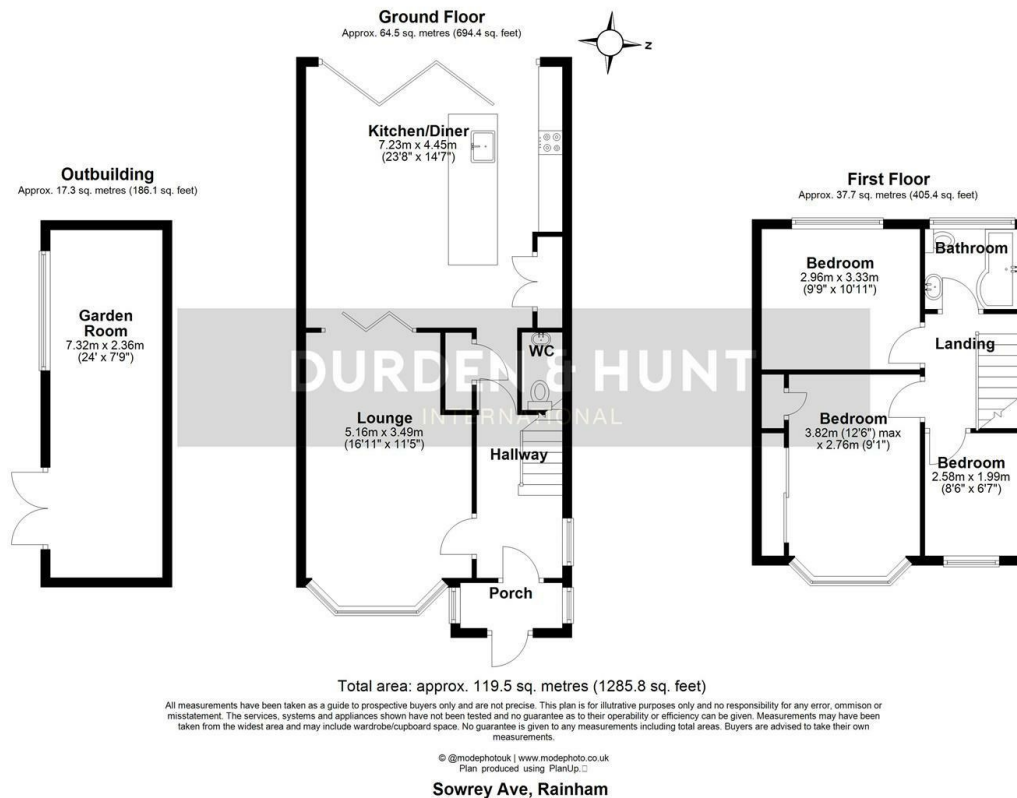 Ground Floor
Approx. 64.5 sq. metres (694.4 sq. feet)
Z
Kitchen/Diner
7.23m x 4.45m
(23'8" x 14'7")
Outbuilding
Approx. 17.3 sq. metres (186.1 sq. feet)
Garden
Room
7.32m x 2.36m
(24' x 7'9")
First Floor
Approx. 37.7 sq. metres (405.4 sq. feet)
Bedroom
2.96m x 3.33m
(9'9" x 10'11")
Bathroom
Landing
WC
DURDEN & HUNT
INTERNATIONAL
Lounge
5.16m x 3.49m
(16'11" x 11'5")
Hallway
Bedroom
3.82m (12'6") max
x 2.76m (9'1")
Bedroom
2.58m x 1.99m
(8'6" x 6'7")
Porch
Total area: approx. 119.5 sq. metres (1285.8 sq. feet)
All measurements have been taken as a guide to prospective buyers only and are not precise. This plan is for illutrative purposes only and no responsibility for any error, ommison or
misstatement. The services, systems and appliances shown have not been tested and no guarantee as to their operability or efficiency can be given. Measurements may have been
taken from the widest area and may include wardrobe/cupboard space. No guarantee is given to any measurements including total areas. Buyers are advised to take their own
measurements.
© @modephotouk | www.modephoto.co.uk
Plan produced using PlanUp.
Sowrey Ave, Rainham